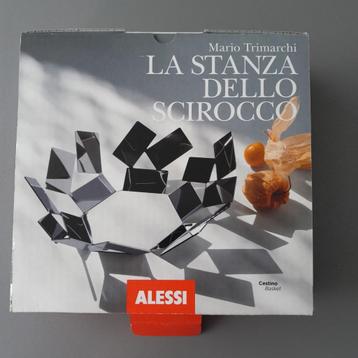 Mario Trimarchi
LA STANZA
DELLO
SCIROCCO
Cestino
Basket
ALESSI